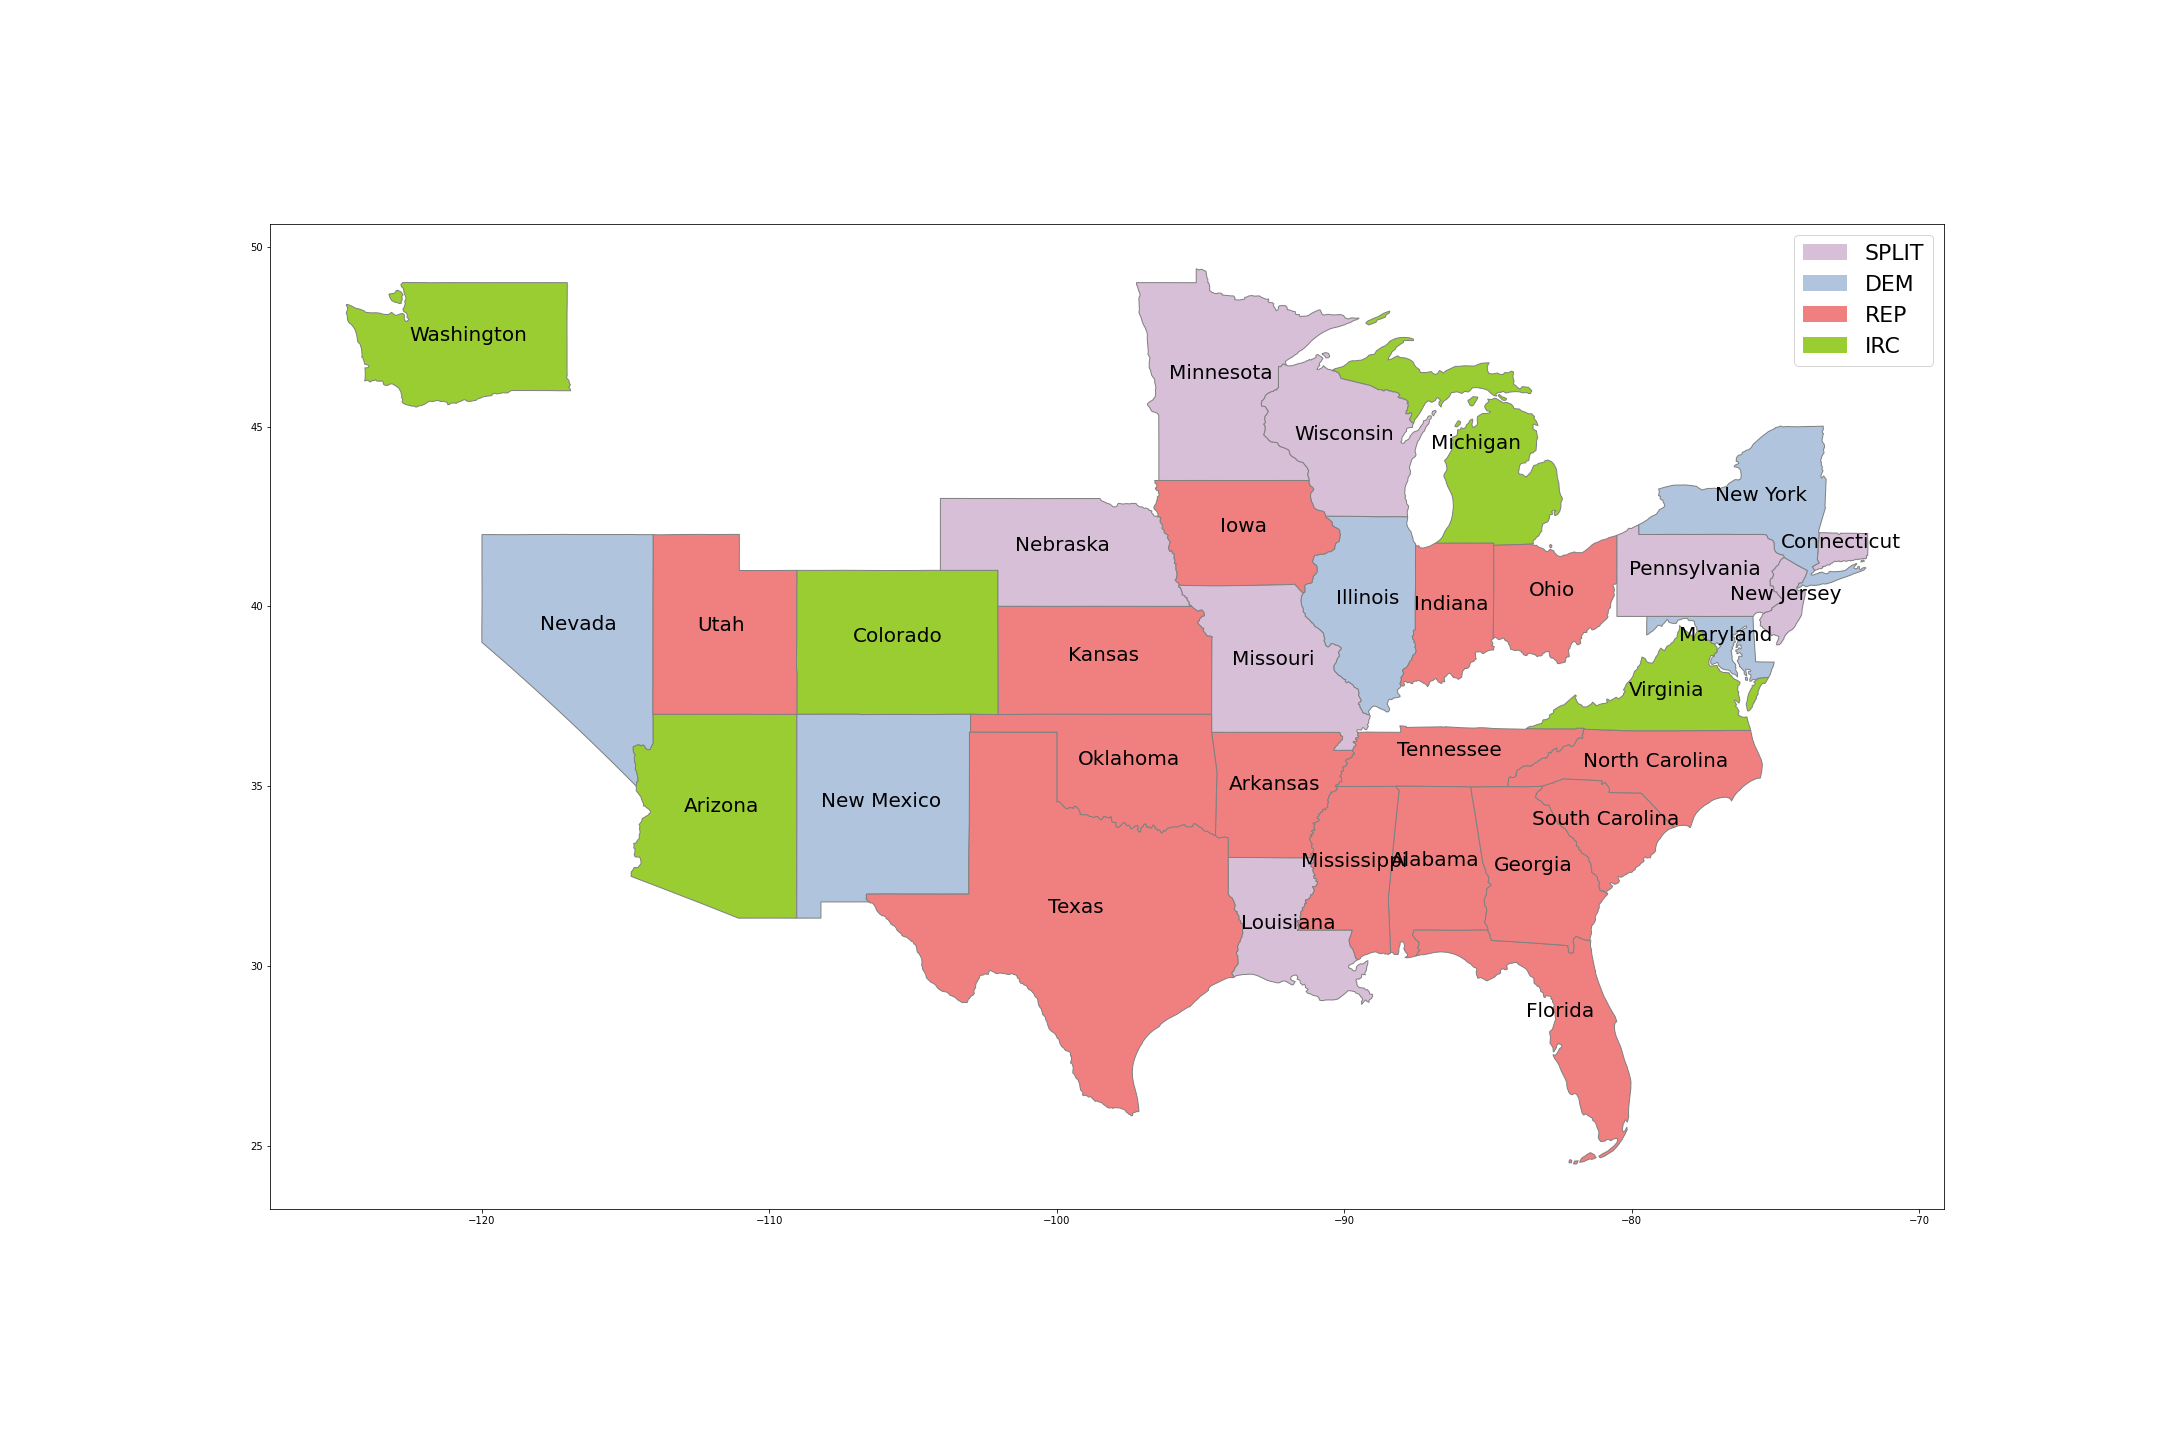 50
45
40
35
30
25
−120
−110
−100
−90
−80
−70
SPLIT
DEM
REP
IRC
Washington
Minnesota
Wisconsin
Michigan
New York
Iowa
Nebraska
Connecticut
Pennsylvania
Ohio
New Jersey
Illinois
Indiana
Nevada
Utah
Colorado
Maryland
Kansas
Missouri
Virginia
Tennessee
Oklahoma
North Carolina
Arkansas
Arizona
New Mexico
South Carolina
Mississippi
Alabama
Georgia
Texas
Louisiana
Florida